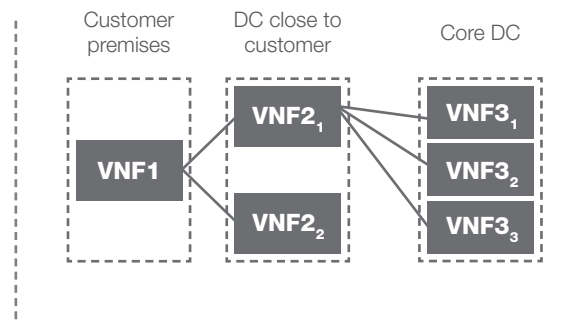 Customer
premises
DC close to
customer
Core DC
VNF1
VNF2₁
VNF2₂
VNF3₁
VNF3₂
VNF3₃